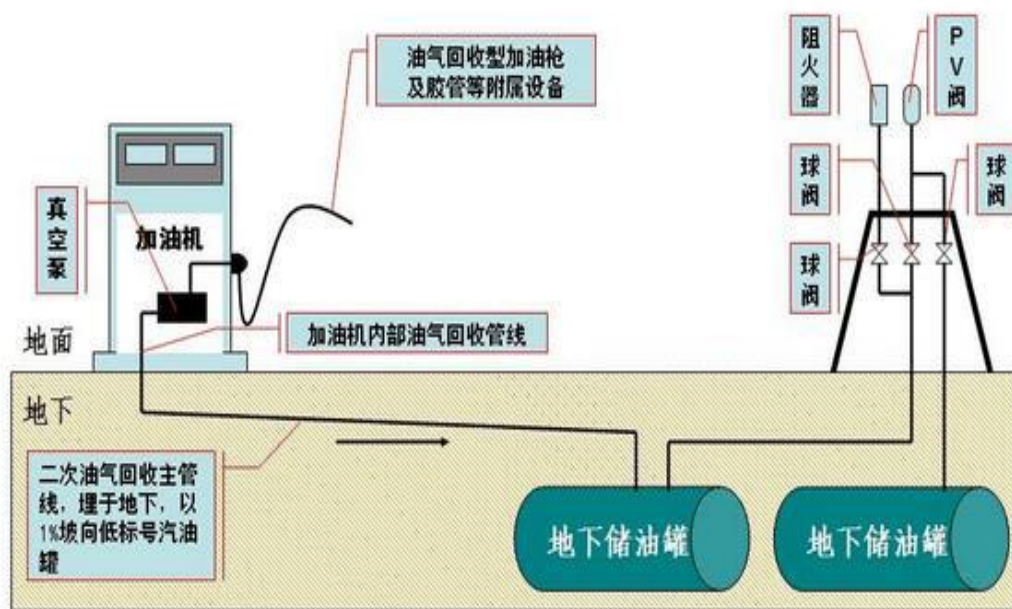 油气回收型加油枪
及胶管等附属设备
阻火器
PV阀
球阀
球阀
真空泵
加油机
球阀
加油机内部油气回收管线
地面
地下
二次油气回收主管
线，埋于地下，以
1%坡向低标号汽油
罐
地下储油罐
地下储油罐